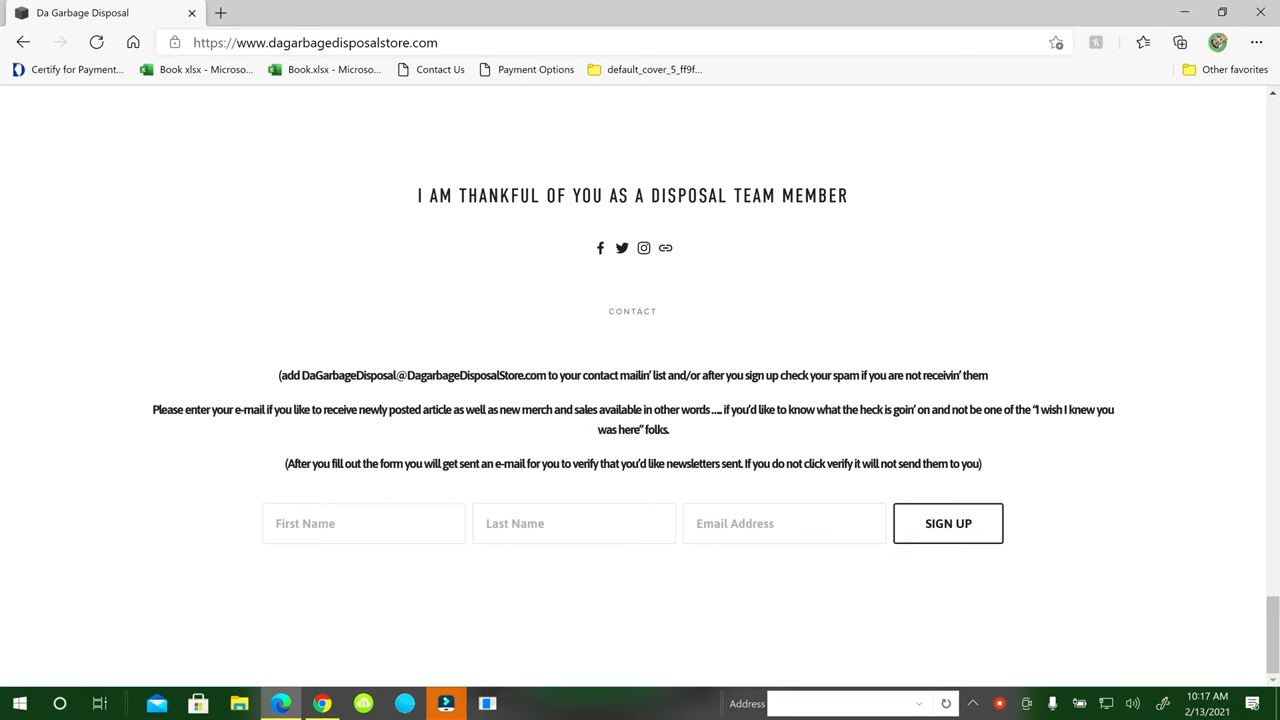 Da Garbage Disposal
https://www.dagarbagedisposalstore.com
Certify for Payment...
Book xlsx - Microso...
Book.xlsx - Microso...
Contact Us
Payment Options
default_cover_5_ff9f...
Other favorites
I AM THANKFUL OF YOU AS A DISPOSAL TEAM MEMBER
CONTACT
(add DaGarbageDisposal@DagarbageDisposalStore.com to your contact mailin’ list and/or after you sign up check your spam if you are not receivin’ them
Please enter your e-mail if you like to receive newly posted article as well as new merch and sales available in other words …. if you’d like to know what the heck is goin’ on and not be one of the “I wish I knew you
was here” folks.
(After you fill out the form you will get sent an e-mail for you to verify that you’d like newsletters sent. If you do not click verify it will not send them to you)
First Name
Last Name
Email Address
SIGN UP
Address
10:17 AM
2/13/2021